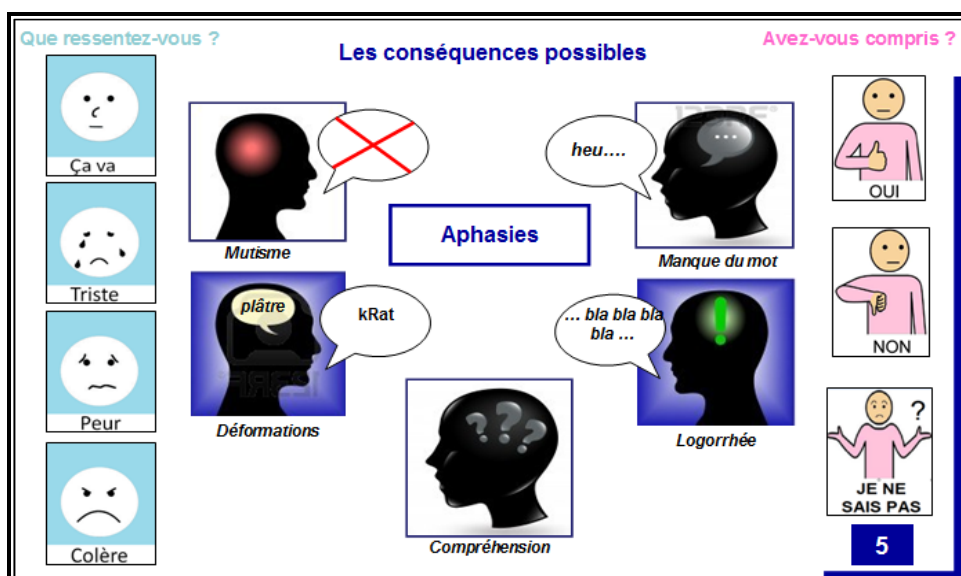 Que ressentez-vous ?
Les conséquences possibles
Avez-vous compris ?
Ça va
Triste
Peur
Colère
Mutisme
heu....
...
Manque du mot
Aphasies
plâtre
kRat
Déformations
... bla bla bla
bla ...
!
Logorrhée
? ? ?
Compréhension
OUI
NON
?
JE NE
SAIS PAS
5